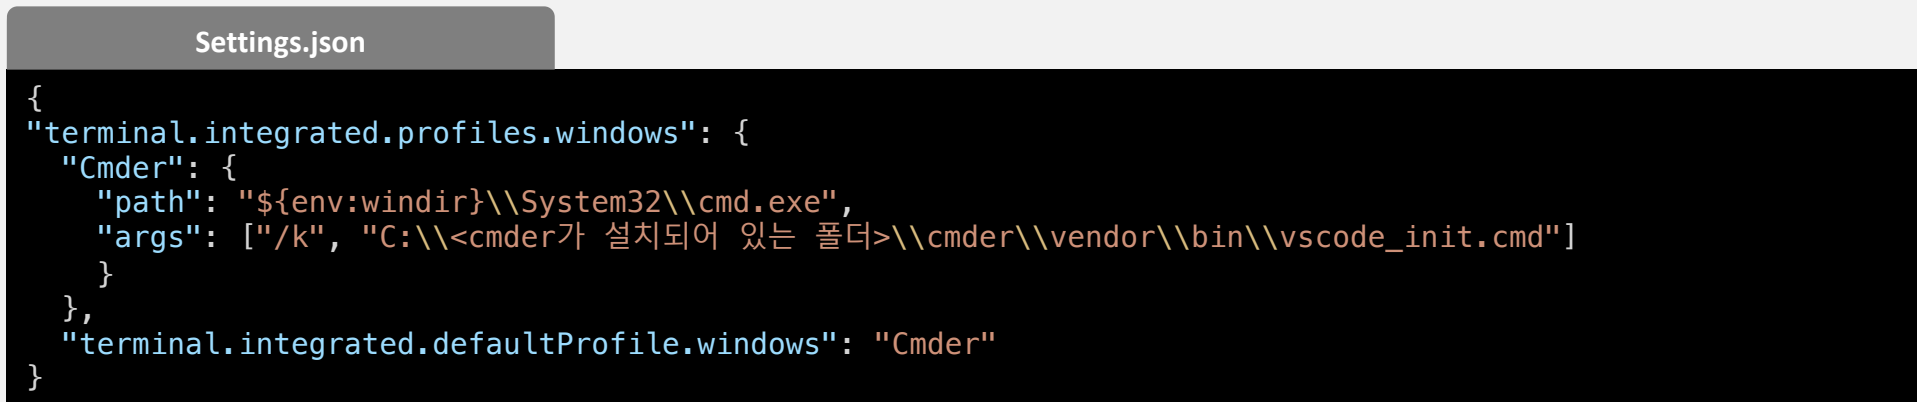 Settings.json
{
"terminal.integrated.profiles.windows": {
  "Cmder": {
    "path": "${env:windir}\\System32\\cmd.exe",
    "args": ["/k", "C:\\<cmder가 설치되어 있는 폴더>\\cmder\\vendor\\bin\\vscode_init.cmd"]
    }
  },
  "terminal.integrated.defaultProfile.windows": "Cmder"
}